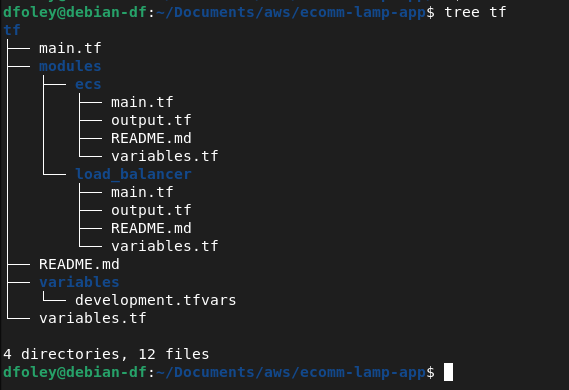 dfoley@debian-df:~/Documents/aws/ecomm-lamp-app$ tree tf
tf
├── main.tf
├── modules
│   ├── ecs
│   │   ├── main.tf
│   │   ├── output.tf
│   │   ├── README.md
│   │   └── variables.tf
│   └── load_balancer
│       ├── main.tf
│       ├── output.tf
│       ├── README.md
│       └── variables.tf
├── README.md
├── variables
│   └── development.tfvars
└── variables.tf

4 directories, 12 files
dfoley@debian-df:~/Documents/aws/ecomm-lamp-app$